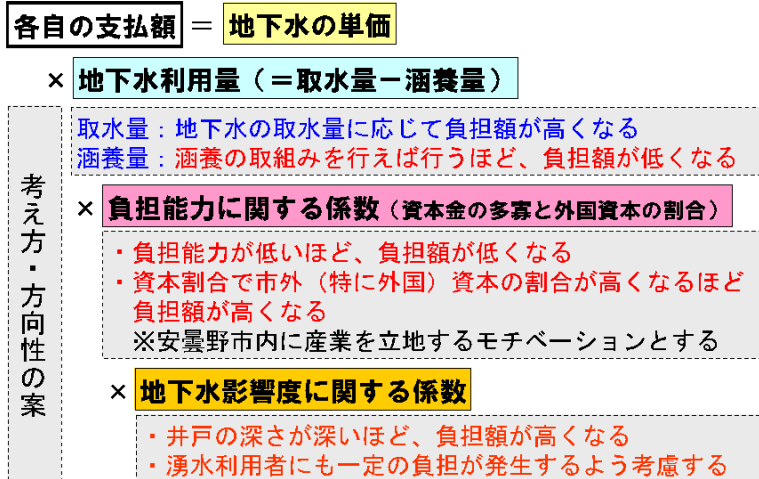 各自の支払額 ＝ 地下水の単価
× 地下水利用量（＝取水量－涵養量）
取水量：地下水の取水量に応じて負担額が高くなる
涵養量：涵養の取組みを行えば行うほど、負担額が低くなる
考え方・方向性の案
× 負担能力に関する係数（資本金の多寡と外国資本の割合）
・負担能力が低いほど、負担額が低くなる
・資本割合で市外（特に外国）資本の割合が高くなるほど
負担額が高くなる
※安曇野市内に産業を立地するモチベーションとする
× 地下水影響度に関する係数
・井戸の深さが深いほど、負担額が高くなる
・湧水利用者にも一定の負担が発生するよう考慮する